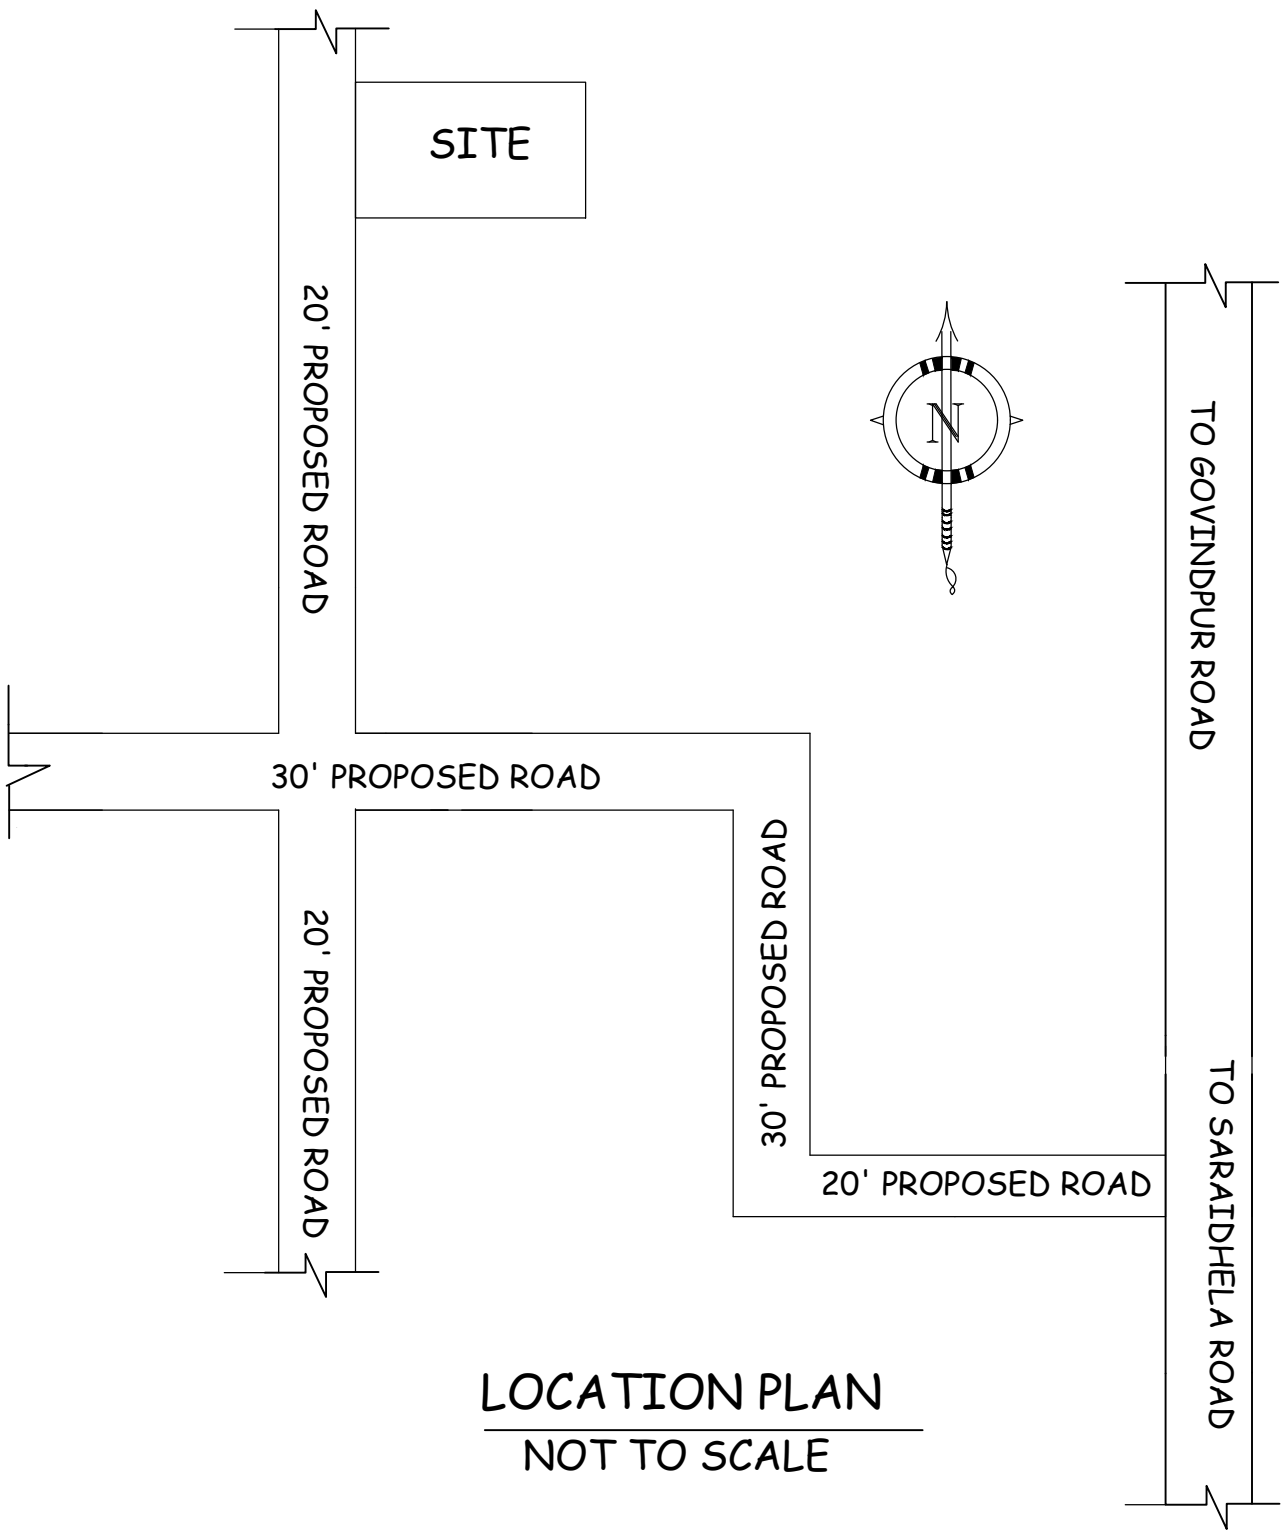 SITE
20' PROPOSED ROAD
N
TO GOVINDPUR ROAD
30' PROPOSED ROAD
30' PROPOSED ROAD
20' PROPOSED ROAD
TO SARAIDHELA ROAD
20' PROPOSED ROAD
LOCATION PLAN
NOT TO SCALE